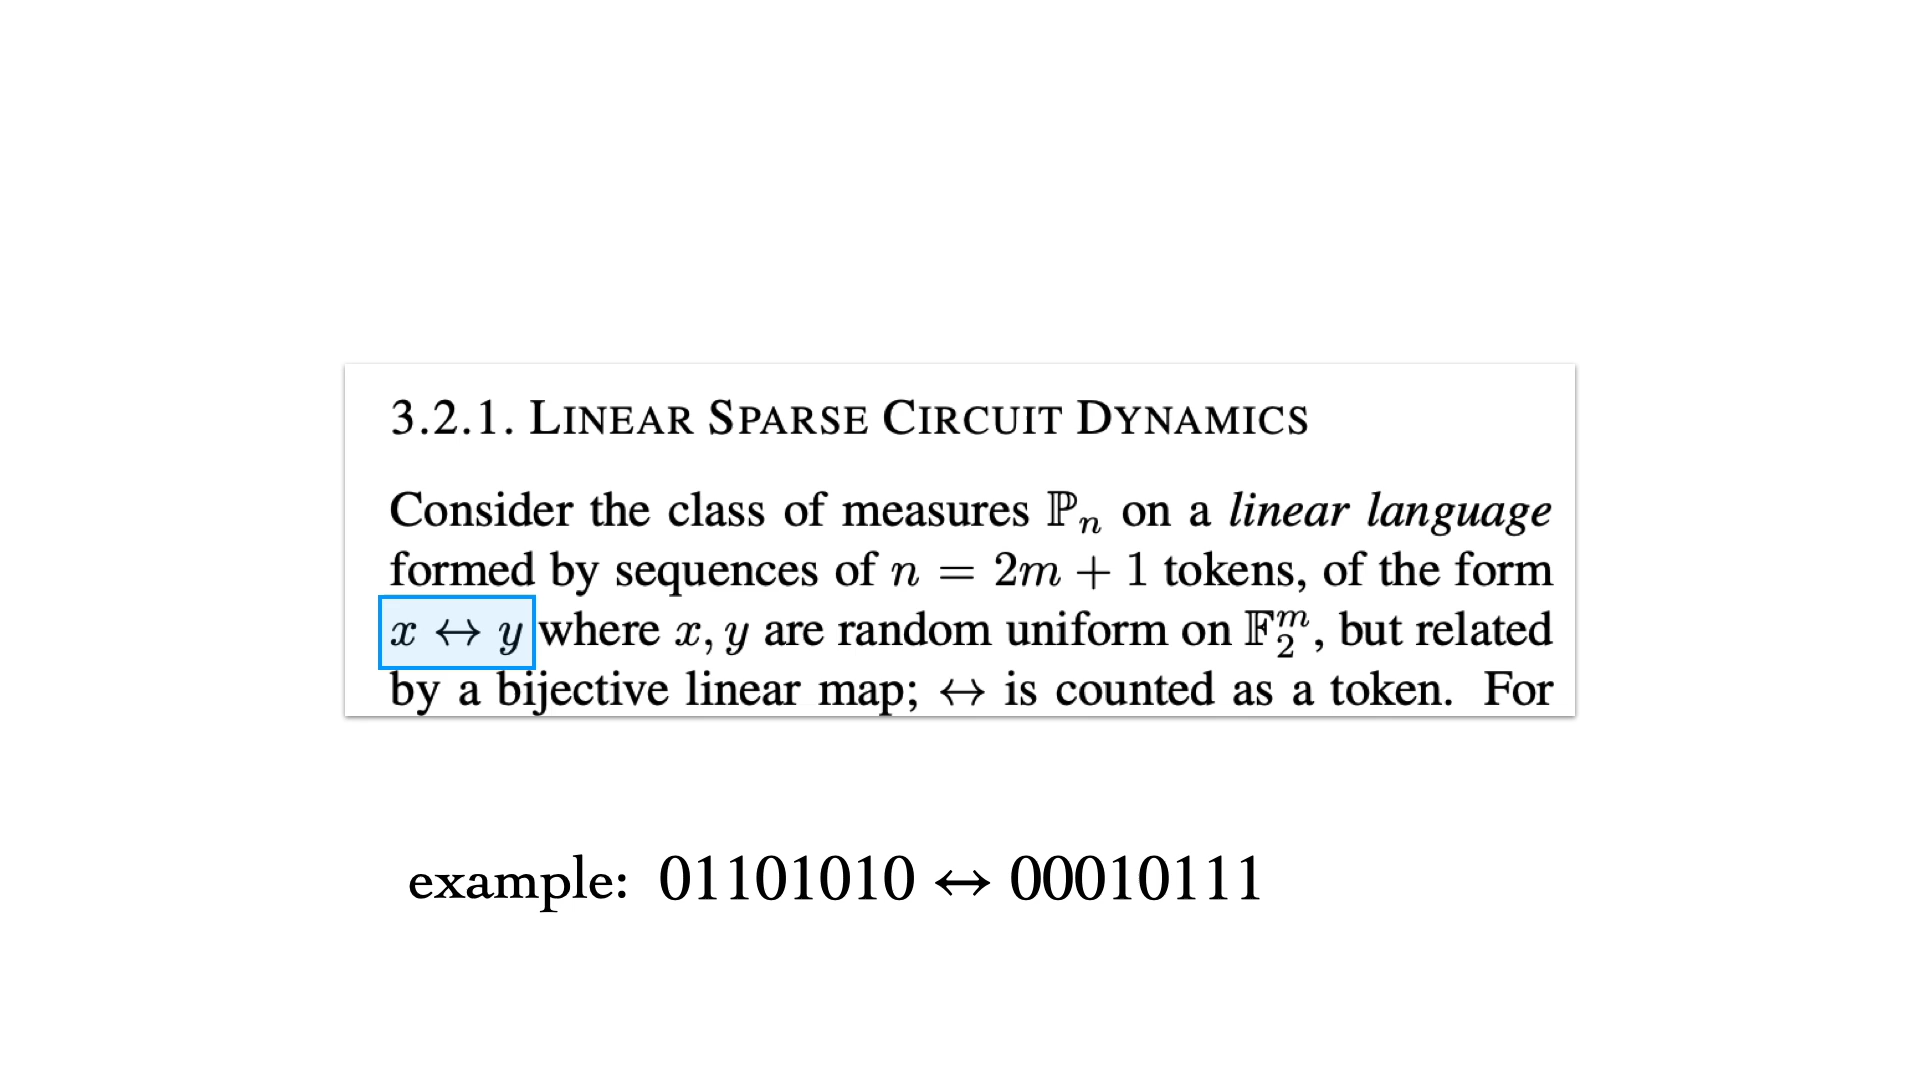 3.2.1. LINEAR SPARSE CIRCUIT DYNAMICS
Consider the class of measures ℙₙ on a linear language
formed by sequences of n = 2m + 1 tokens, of the form
x ↔ y where x, y are random uniform on 𝔽₂ᵐ, but related
by a bijective linear map; ↔ is counted as a token. For
example: 01101010 ↔ 00010111